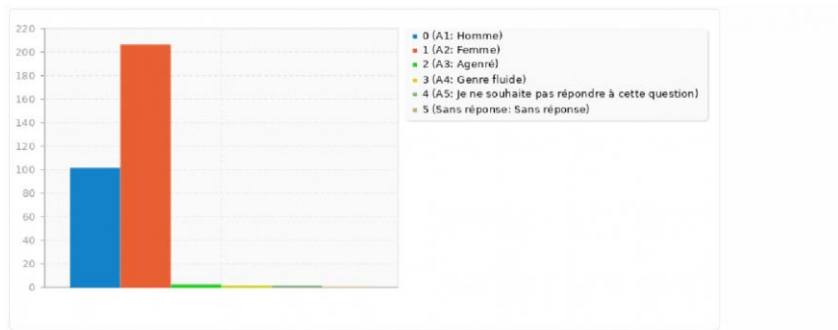 220
200
180
160
140
120
100
80
60
40
20
0
0 (A1: Homme)
1 (A2: Femme)
2 (A3: Agenré)
3 (A4: Genre fluide)
4 (A5: Je ne souhaite pas répondre à cette question)
5 (Sans réponse: Sans réponse)